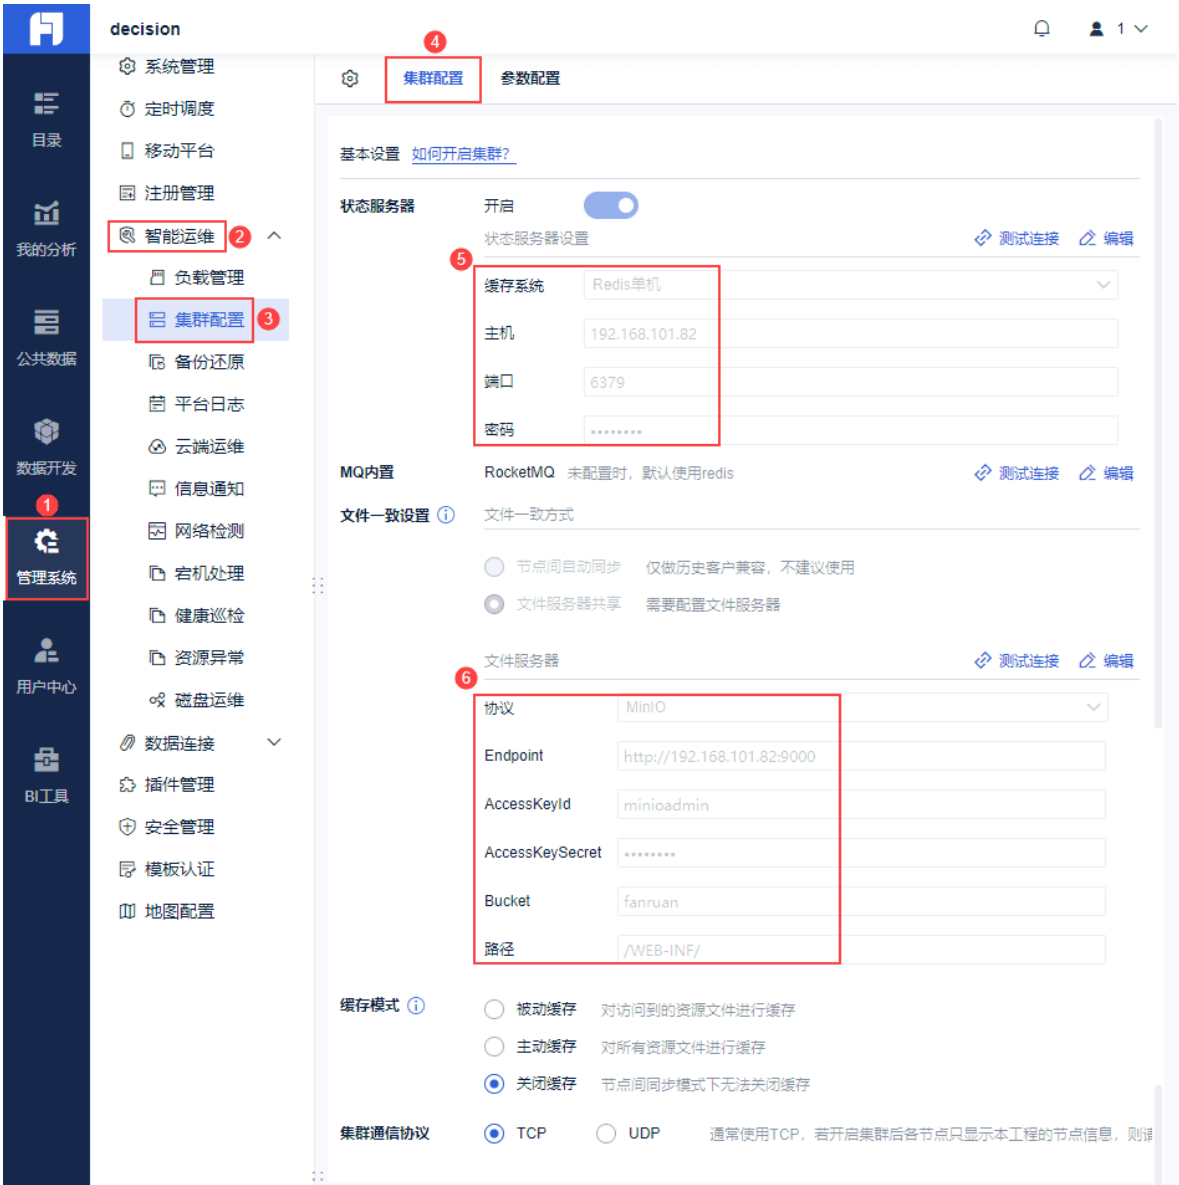 decision
1
目录
我的分析
公共数据
数据开发
1
管理系统
用户中心
BI工具
系统管理
定时调度
移动平台
注册管理
智能运维 2
负载管理
集群配置 3
备份还原
平台日志
云端运维
信息通知
网络检测
宕机处理
健康巡检
资源异常
磁盘运维
数据连接
插件管理
安全管理
模板认证
地图配置
4
集群配置 参数配置
基本设置 如何开启集群?
状态服务器 开启
状态服务器设置 测试连接 编辑
5
缓存系统 Redis单机
主机 192.168.101.82
端口 6379
密码 ••••••••
MQ内置 RocketMQ 未配置时，默认使用redis 测试连接 编辑
文件一致设置 文件一致方式
节点间自动同步 仅做历史客户兼容，不建议使用
文件服务器共享 需要配置文件服务器
文件服务器 测试连接 编辑
6
协议 MinIO
Endpoint http://192.168.101.82:9000
AccessKeyId minioadmin
AccessKeySecret ••••••••
Bucket fanruan
路径 /WEB-INF/
缓存模式 被动缓存 对访问到的资源文件进行缓存
主动缓存 对所有资源文件进行缓存
关闭缓存 节点间同步模式下无法关闭缓存
集群通信协议 TCP UDP 通常使用TCP，若开启集群后各节点只显示本工程的节点信息，则请